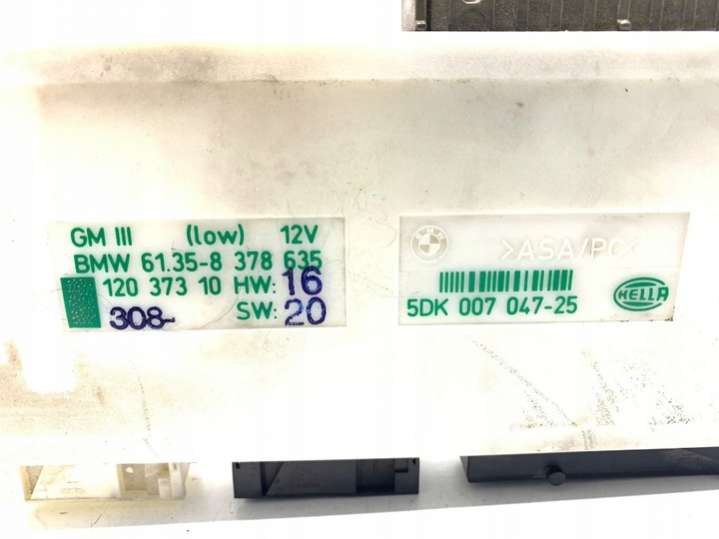 GM III (low) 12V
BMW 61.35-8 378 635
120 373 10 HW: 16
308- SW: 20
BMW
>ASA/PC<
5DK 007 047-25
HELLA